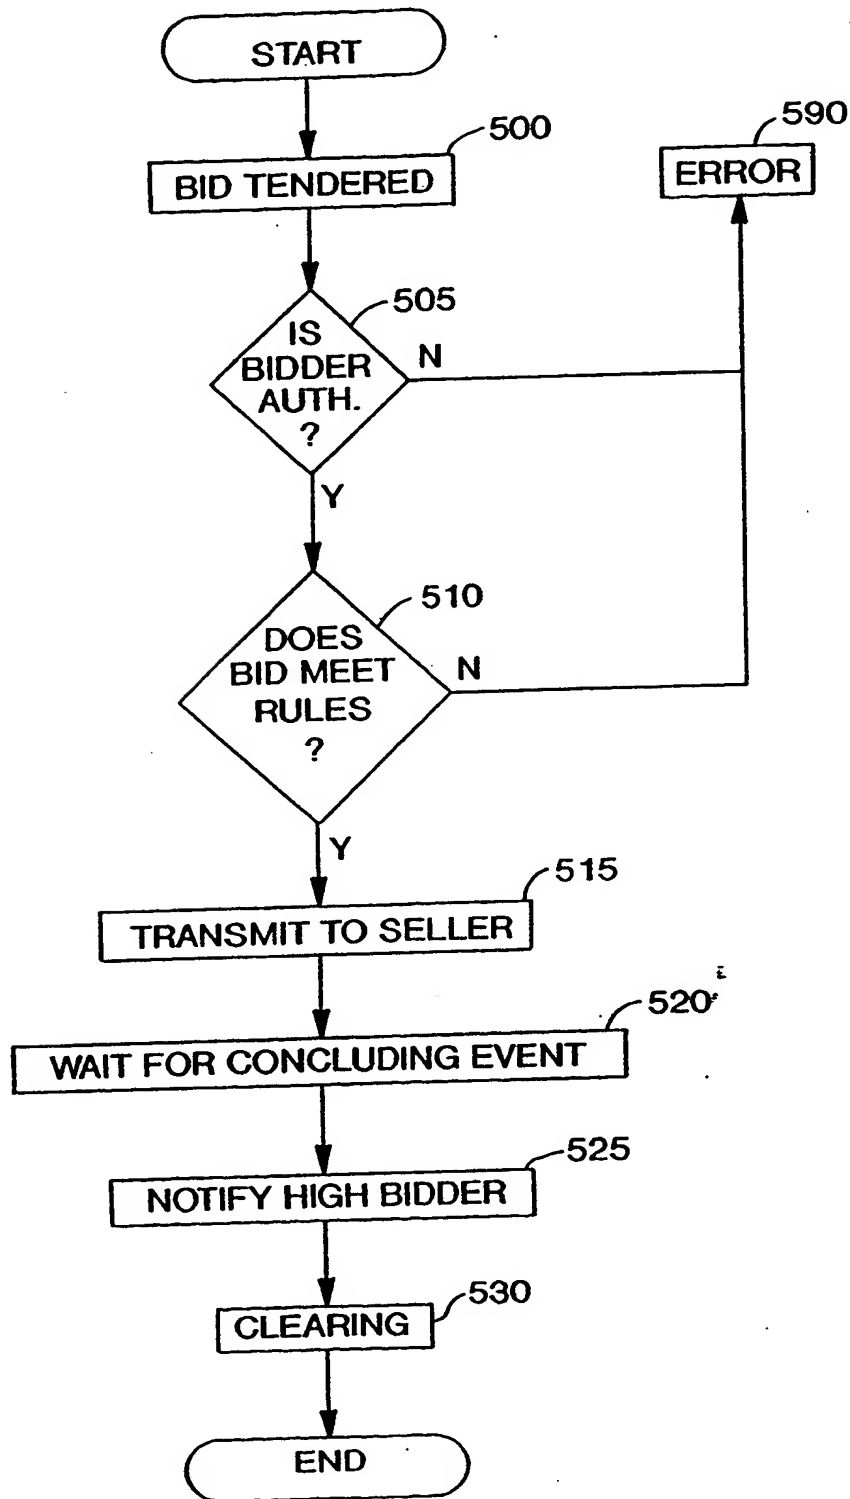 START
500
BID TENDERED
590
ERROR
505
IS
BIDDER
AUTH.
?
N
Y
510
DOES
BID MEET
RULES
?
N
Y
515
TRANSMIT TO SELLER
520
WAIT FOR CONCLUDING EVENT
525
NOTIFY HIGH BIDDER
530
CLEARING
END